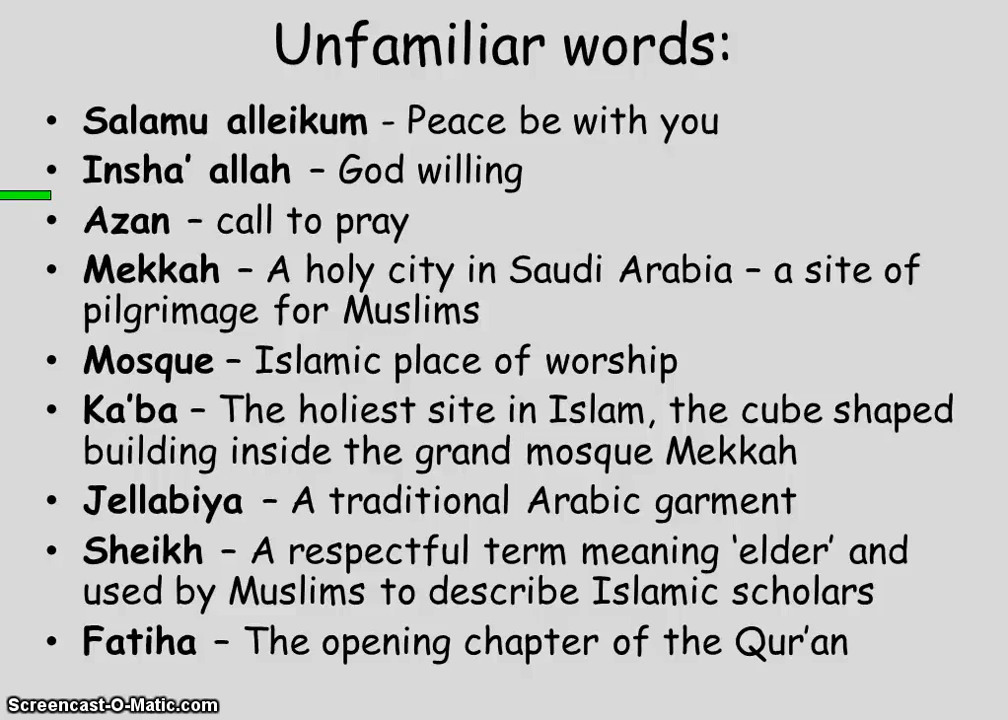 Unfamiliar words:
• Salamu alleikum - Peace be with you
• Insha' allah – God willing
• Azan – call to pray
• Mekkah – A holy city in Saudi Arabia – a site of
pilgrimage for Muslims
• Mosque – Islamic place of worship
• Ka'ba – The holiest site in Islam, the cube shaped
building inside the grand mosque Mekkah
• Jellabiya – A traditional Arabic garment
• Sheikh – A respectful term meaning 'elder' and
used by Muslims to describe Islamic scholars
• Fatiha – The opening chapter of the Qur'an
Screencast-O-Matic.com